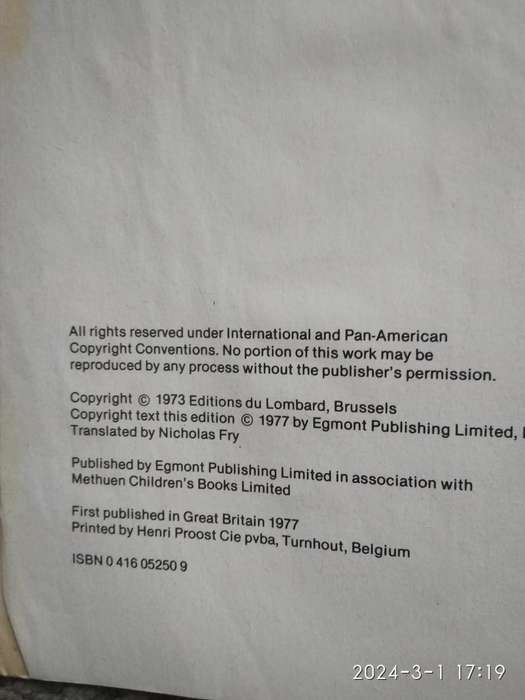 All rights reserved under International and Pan-American
Copyright Conventions. No portion of this work may be
reproduced by any process without the publisher's permission.
Copyright © 1973 Editions du Lombard, Brussels
Copyright text this edition © 1977 by Egmont Publishing Limited,
Translated by Nicholas Fry
Published by Egmont Publishing Limited in association with
Methuen Children's Books Limited
First published in Great Britain 1977
Printed by Henri Proost Cie pvba, Turnhout, Belgium
ISBN 0 416 05250 9
2024-3-1 17:19